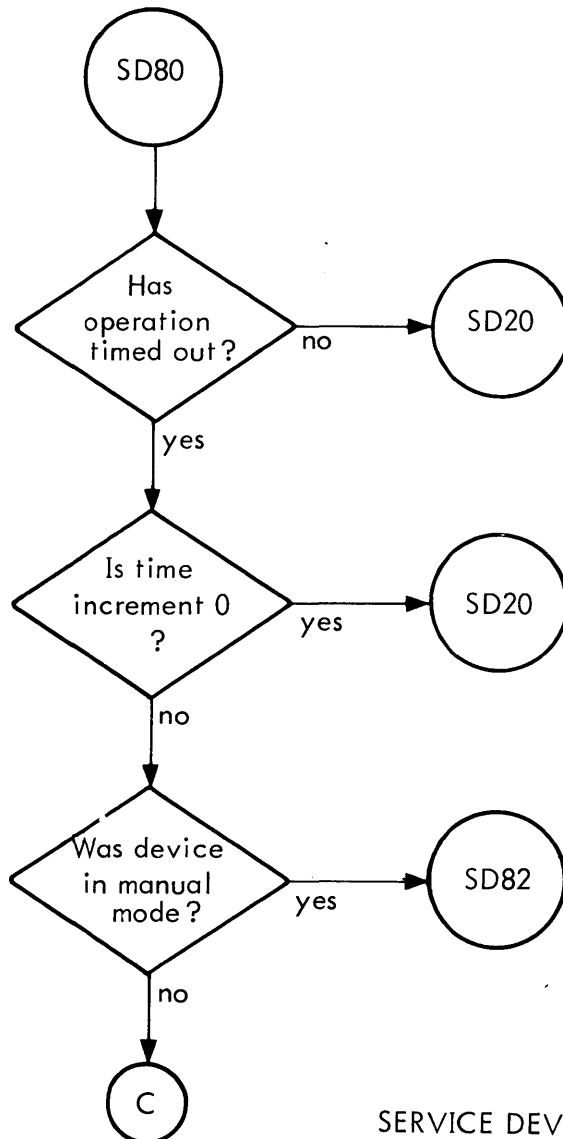 SD80
Has
operation
timed out?
no
SD20
yes
Is time
increment 0
?
yes
SD20
no
Was device
in manual
mode?
yes
SD82
no
C
SERVICE DEV